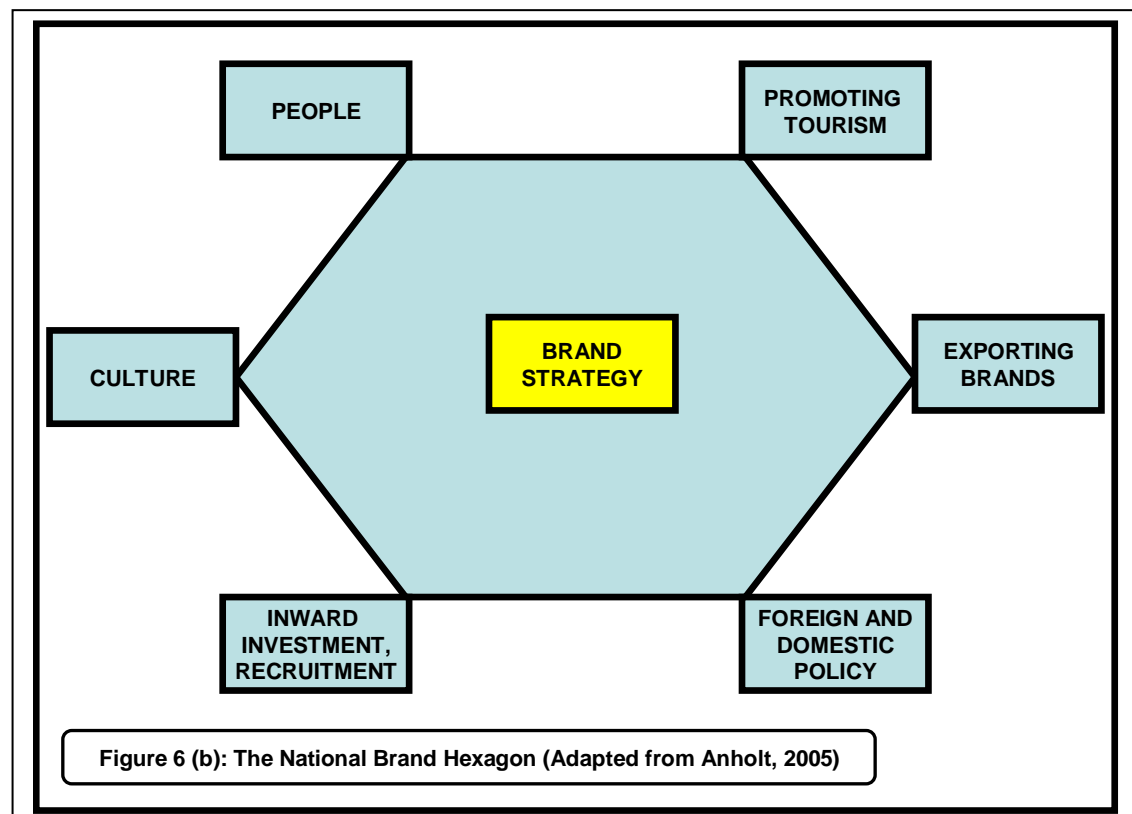 PEOPLE
PROMOTING
TOURISM
CULTURE
BRAND
STRATEGY
EXPORTING
BRANDS
INWARD
INVESTMENT,
RECRUITMENT
FOREIGN AND
DOMESTIC
POLICY
Figure 6 (b): The National Brand Hexagon (Adapted from Anholt, 2005)